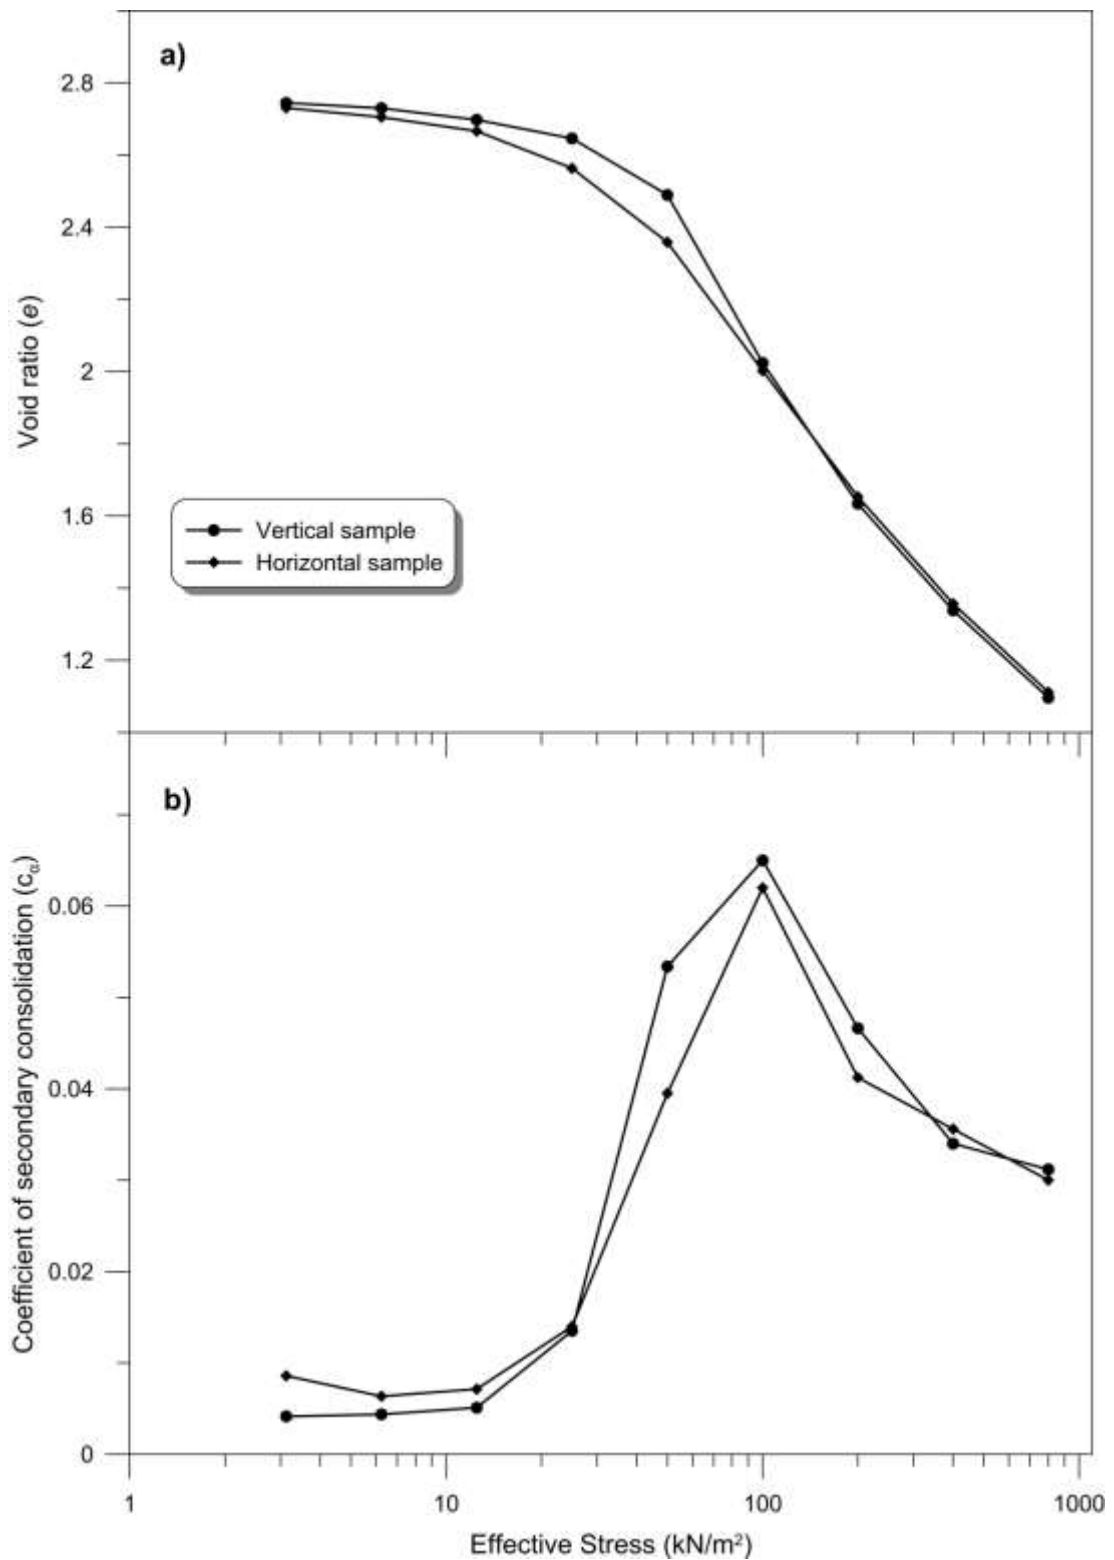 a)
2.8
2.4
2
1.6
1.2
Void ratio (e)
Vertical sample
Horizontal sample
b)
0.06
0.04
0.02
0
Coefficient of secondary consolidation (cα)
1 10 100 1000
Effective Stress (kN/m²)